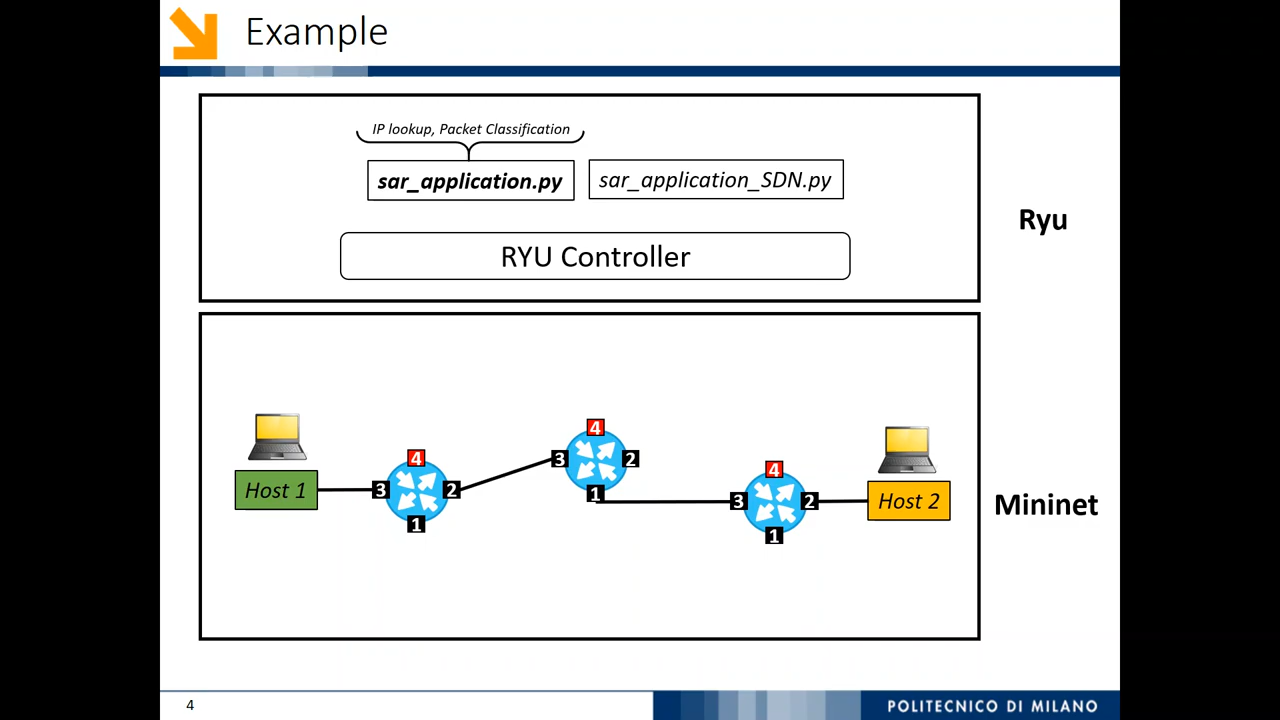 Example
IP lookup, Packet Classification
sar_application.py
sar_application_SDN.py
RYU Controller
Ryu
4
4
4
3
2
3
2
1
3
2
1
1
Host 1
Host 2
Mininet
4
POLITECNICO DI MILANO